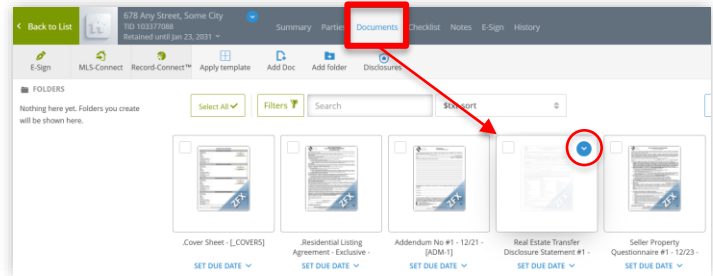 678 Any Street, Some City
Back to List
TID 103377088
Retained until Jan 23, 2031
Summary Parties Documents Checklist Notes E-Sign History
E-Sign MLS-Connect Record-Connect™ Apply template Add Doc Add folder Disclosures
FOLDERS
Nothing here yet. Folders you create
will be shown here.
Select All Filters Search $txt.sort
ZFX ZFX ZFX ZFX
.Cover Sheet - [_COVER5]
.Residential Listing
Agreement - Exclusive -
Addendum No #1 - 12/21 -
[ADM-1]
Real Estate Transfer
Disclosure Statement #1 -
Seller Property
Questionnaire #1 - 12/23 -
SET DUE DATE SET DUE DATE SET DUE DATE SET DUE DATE SET DUE DATE